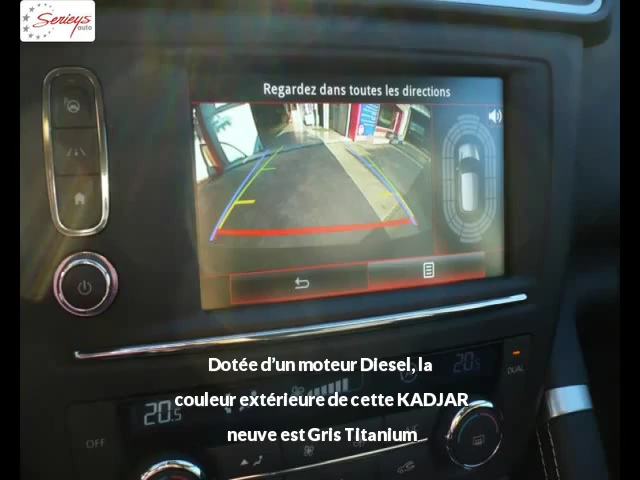 Serieys
auto
Regardez dans toutes les directions
Dotée d'un moteur Diesel, la
20.5
couleur extérieure de cette KADJAR
DUAL
20.5
neuve est Gris Titanium
OFF